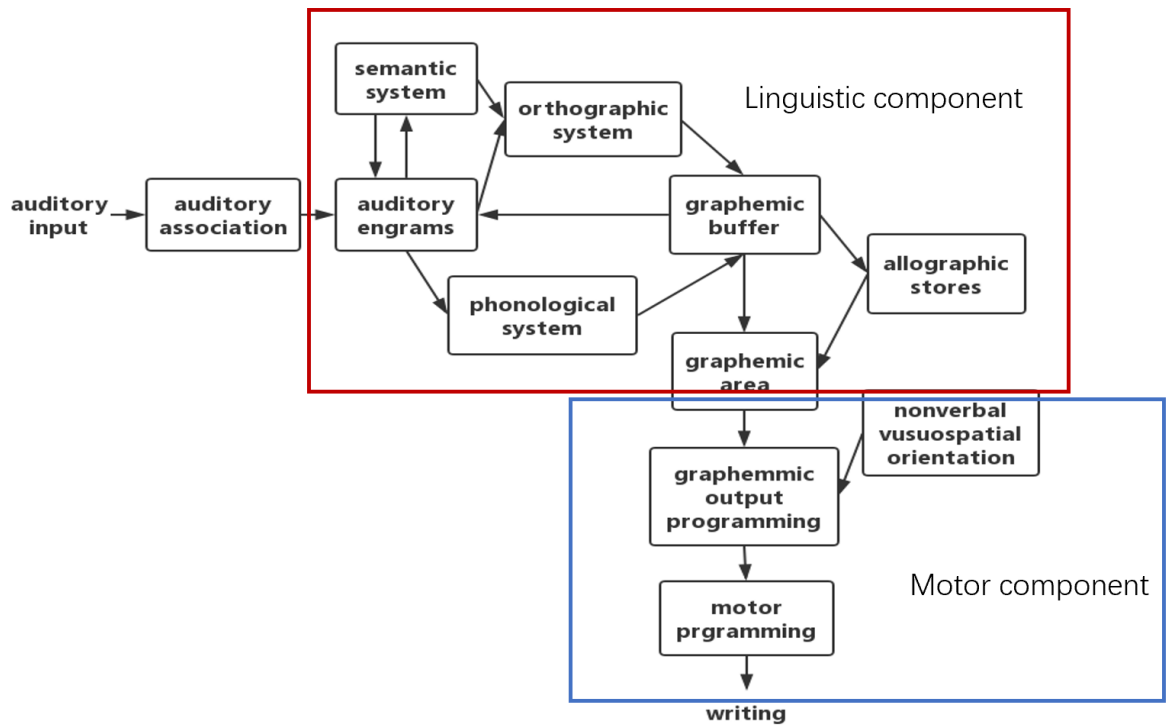 semantic
system
orthographic
system
Linguistic component
auditory
input
auditory
association
auditory
engrams
graphemic
buffer
allographic
stores
phonological
system
graphemic
area
nonverbal
vusuospatial
orientation
graphemmic
output
programming
Motor component
motor
prgramming
writing